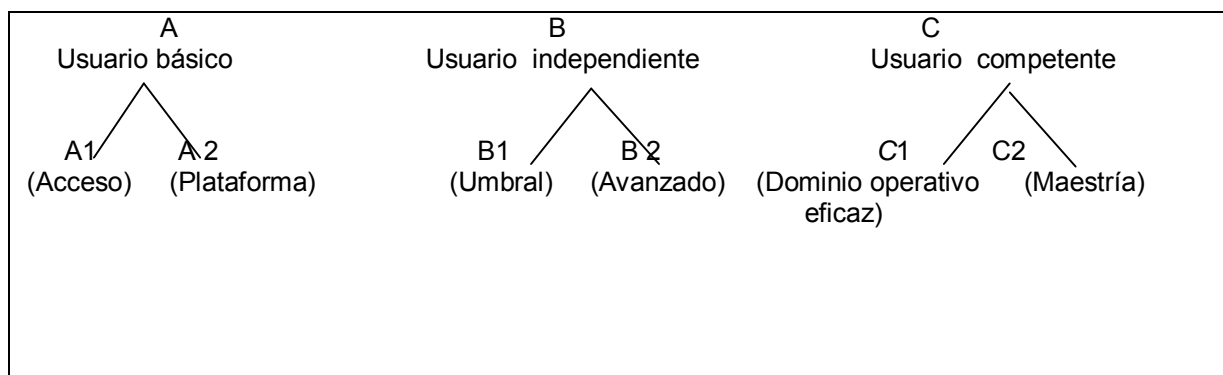 A B C
Usuario básico Usuario independiente Usuario competente
A1 A 2 B1 B 2 C1 C2
(Acceso) (Plataforma) (Umbral) (Avanzado) (Dominio operativo (Maestría)
eficaz)